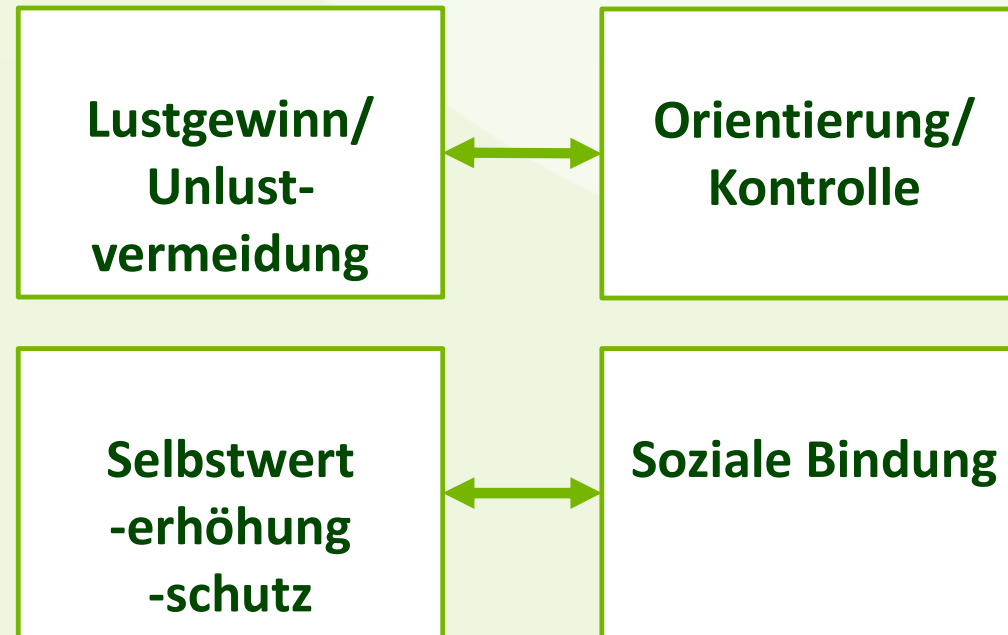 Lustgewinn/
Unlust-
vermeidung
Orientierung/
Kontrolle
Selbstwert
-erhöhung
-schutz
Soziale Bindung